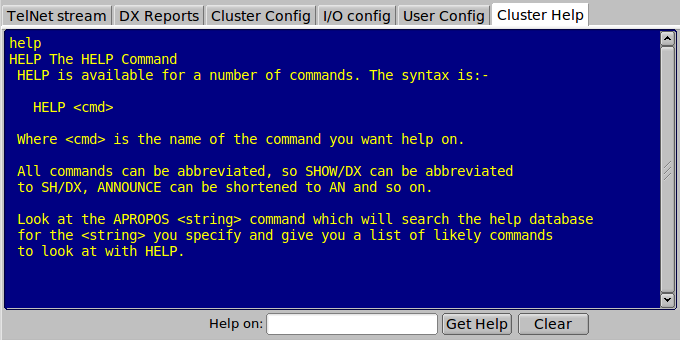 TelNet stream DX Reports Cluster Config I/O config User Config Cluster Help
help
HELP The HELP Command
HELP is available for a number of commands. The syntax is:-
HELP <cmd>
Where <cmd> is the name of the command you want help on.
All commands can be abbreviated, so SHOW/DX can be abbreviated
to SH/DX, ANNOUNCE can be shortened to AN and so on.
Look at the APROPOS <string> command which will search the help database
for the <string> you specify and give you a list of likely commands
to look at with HELP.
Help on: Get Help Clear